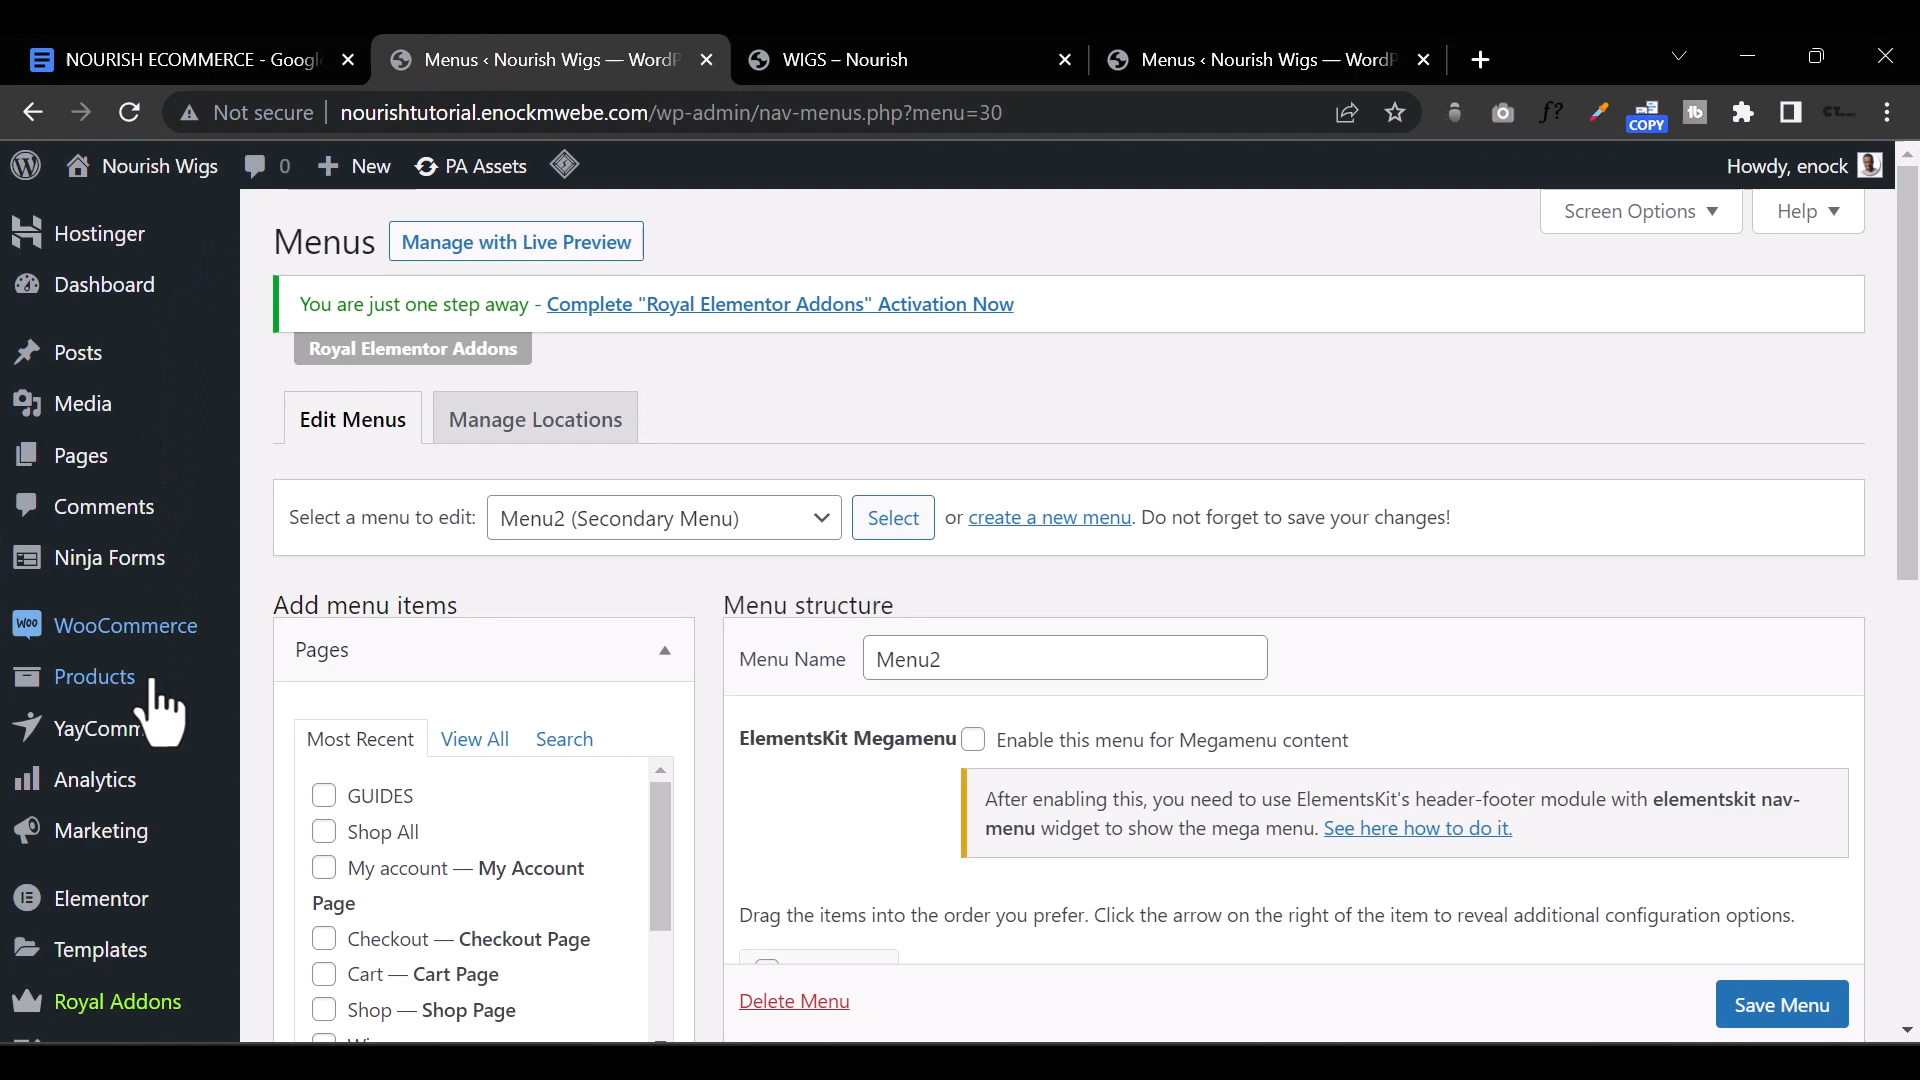 NOURISH ECOMMERCE - Googl
Menus ‹ Nourish Wigs — WordP
WIGS – Nourish
Menus ‹ Nourish Wigs — WordP
Not secure
nourishtutorial.enockmwebe.com/wp-admin/nav-menus.php?menu=30
f?
COPY
tb
Nourish Wigs
0
New
PA Assets
Howdy, enock
Hostinger
Dashboard
Posts
Media
Pages
Comments
Ninja Forms
Woo
WooCommerce
Products
YayComm
Analytics
Marketing
Elementor
Templates
Royal Addons
Screen Options
Help
Menus
Manage with Live Preview
You are just one step away - Complete "Royal Elementor Addons" Activation Now
Royal Elementor Addons
Edit Menus
Manage Locations
Select a menu to edit:
Menu2 (Secondary Menu)
Select
or create a new menu. Do not forget to save your changes!
Add menu items
Pages
Most Recent
View All
Search
GUIDES
Shop All
My account — My Account
Page
Checkout — Checkout Page
Cart — Cart Page
Shop — Shop Page
Menu structure
Menu Name
Menu2
ElementsKit Megamenu
Enable this menu for Megamenu content
After enabling this, you need to use ElementsKit's header-footer module with elementskit nav-
menu widget to show the mega menu. See here how to do it.
Drag the items into the order you prefer. Click the arrow on the right of the item to reveal additional configuration options.
Delete Menu
Save Menu